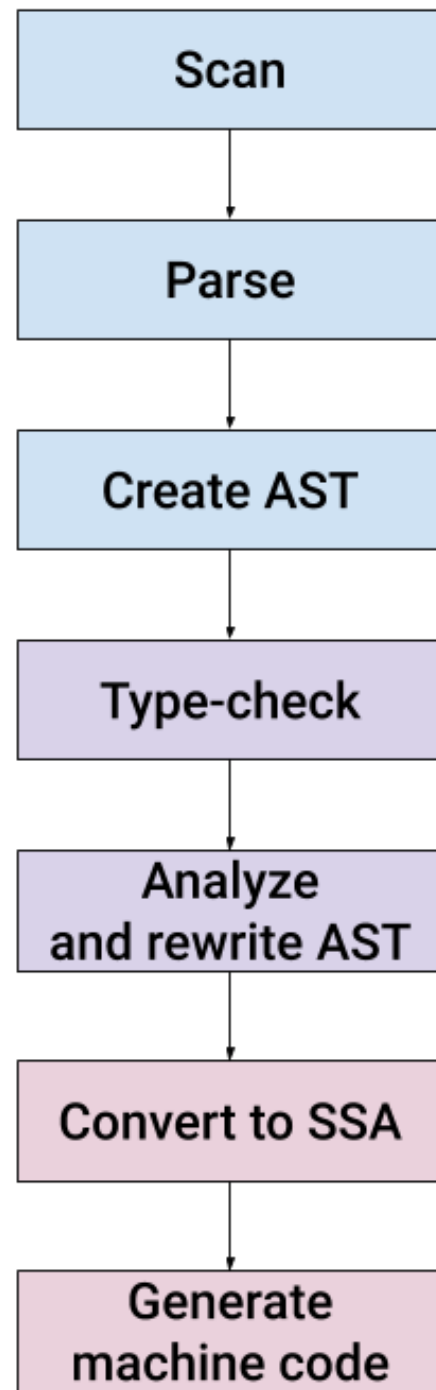 Scan
Parse
Create AST
Type-check
Analyze
and rewrite AST
Convert to SSA
Generate
machine code